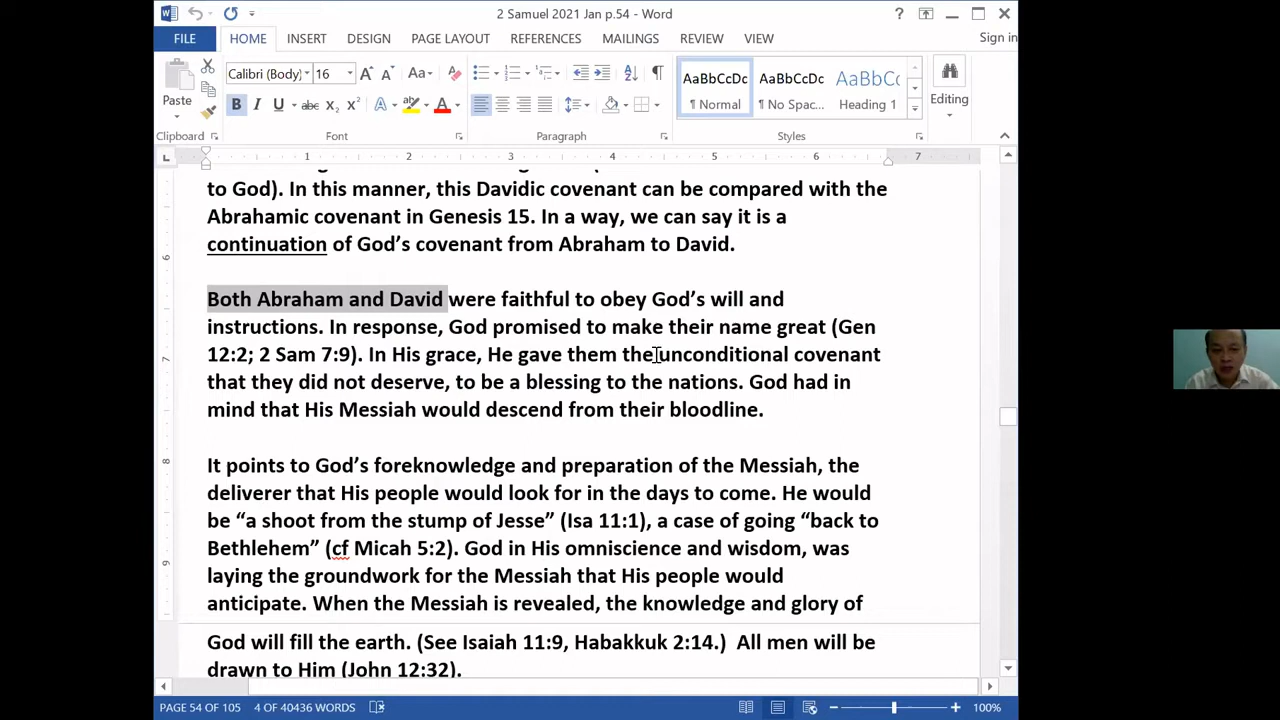 2 Samuel 2021 Jan p.54 - Word
FILE HOME INSERT DESIGN PAGE LAYOUT REFERENCES MAILINGS REVIEW VIEW Sign in
Calibri (Body) 16
Paste
AaBbCcDc AaBbCcDc AaBbCc
¶ Normal ¶ No Spac... Heading 1
Editing
Clipboard Font Paragraph Styles
1 2 3 4 5 6 7
to God). In this manner, this Davidic covenant can be compared with the
Abrahamic covenant in Genesis 15. In a way, we can say it is a
continuation of God’s covenant from Abraham to David.
Both Abraham and David were faithful to obey God’s will and
instructions. In response, God promised to make their name great (Gen
12:2; 2 Sam 7:9). In His grace, He gave them the unconditional covenant
that they did not deserve, to be a blessing to the nations. God had in
mind that His Messiah would descend from their bloodline.
It points to God’s foreknowledge and preparation of the Messiah, the
deliverer that His people would look for in the days to come. He would
be “a shoot from the stump of Jesse” (Isa 11:1), a case of going “back to
Bethlehem” (cf Micah 5:2). God in His omniscience and wisdom, was
laying the groundwork for the Messiah that His people would
anticipate. When the Messiah is revealed, the knowledge and glory of
God will fill the earth. (See Isaiah 11:9, Habakkuk 2:14.)  All men will be
drawn to Him (John 12:32).
6
7
8
9
PAGE 54 OF 105 4 OF 40436 WORDS 100%